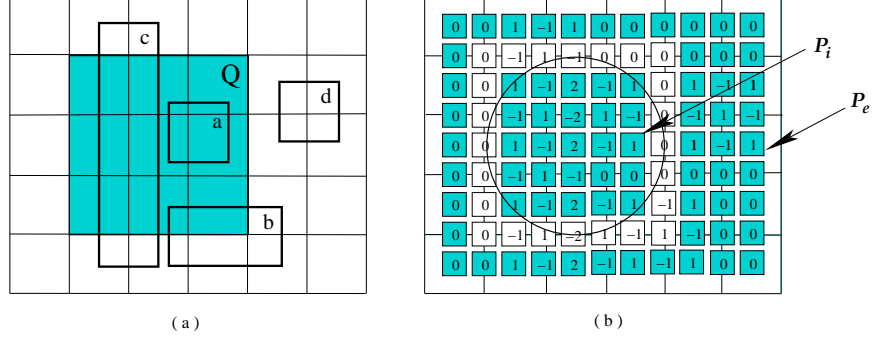 c
Q
d
a
b
( a )
0 0 1 −1 1 0 0 0 0 0 0
0 0 −1 1 −1 0 0 0 0 0 0
P_i
0 0 1 −1 2 −1 1 0 1 −1 1
P_e
0 0 −1 1 −2 1 −1 0 −1 1 −1
0 0 1 −1 2 −1 1 0 1 −1 1
0 0 −1 1 −1 0 0 0 0 0 0
0 0 1 −1 2 −1 1 −1 1 0 0
0 0 −1 1 −2 1 −1 1 −1 0 0
0 0 1 −1 2 −1 1 −1 1 0 0
( b )